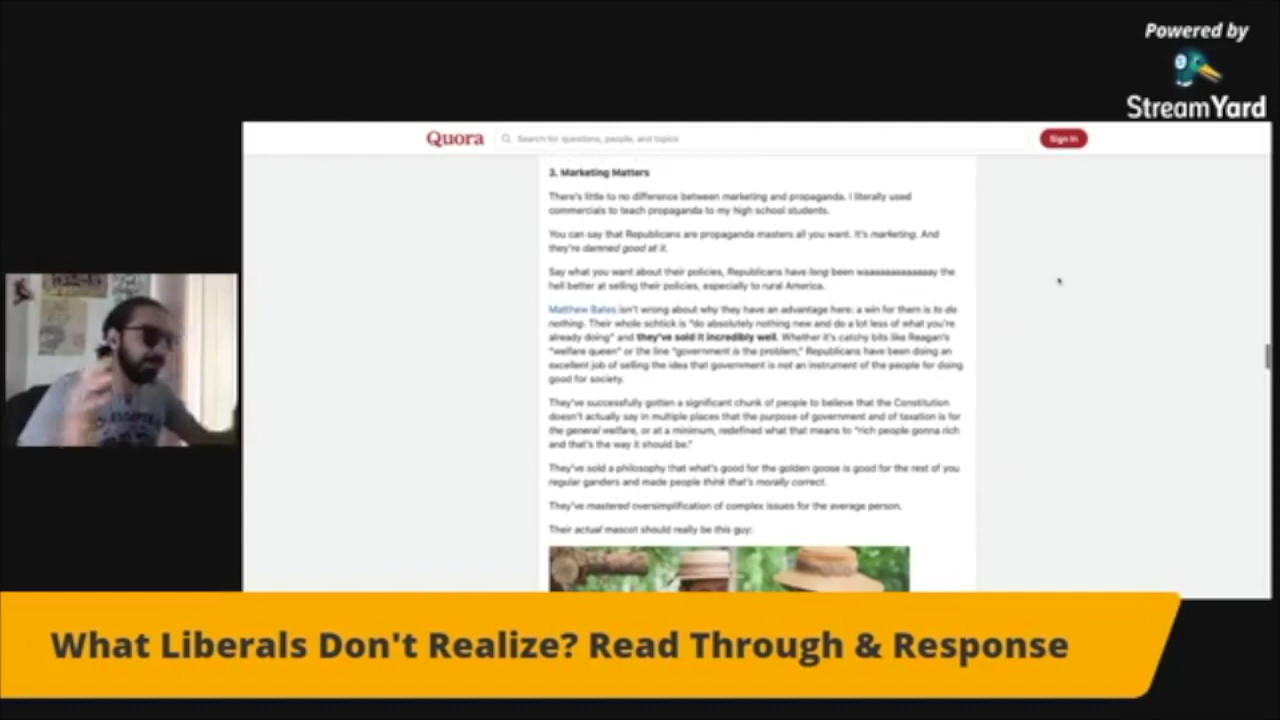 Powered by
StreamYard
Quora
Search for questions, people, and topics
Sign In
3. Marketing Matters
There's little to no difference between marketing and propaganda. I literally used
commercials to teach propaganda to my high school students.
You can say that Republicans are propaganda masters all you want. It's marketing. And
they're damned good at it.
Say what you want about their policies, Republicans have long been waaaaaaaaaaaaay the
hell better at selling their policies, especially to rural America.
Matthew Bates isn't wrong about why they have an advantage here: a win for them is to do
nothing. Their whole schtick is "do absolutely nothing new and do a lot less of what you're
already doing" and they've sold it incredibly well. Whether it's catchy bits like Reagan's
"welfare queen" or the line "government is the problem," Republicans have been doing an
excellent job of selling the idea that government is not an instrument of the people for doing
good for society.
They've successfully gotten a significant chunk of people to believe that the Constitution
doesn't actually say in multiple places that the purpose of government and of taxation is for
the general welfare, or at a minimum, redefined what that means to "rich people gonna rich
and that's the way it should be."
They've sold a philosophy that what's good for the golden goose is good for the rest of you
regular ganders and made people think that's morally correct.
They've mastered oversimplification of complex issues for the average person.
Their actual mascot should really be this guy:
What Liberals Don't Realize? Read Through & Response